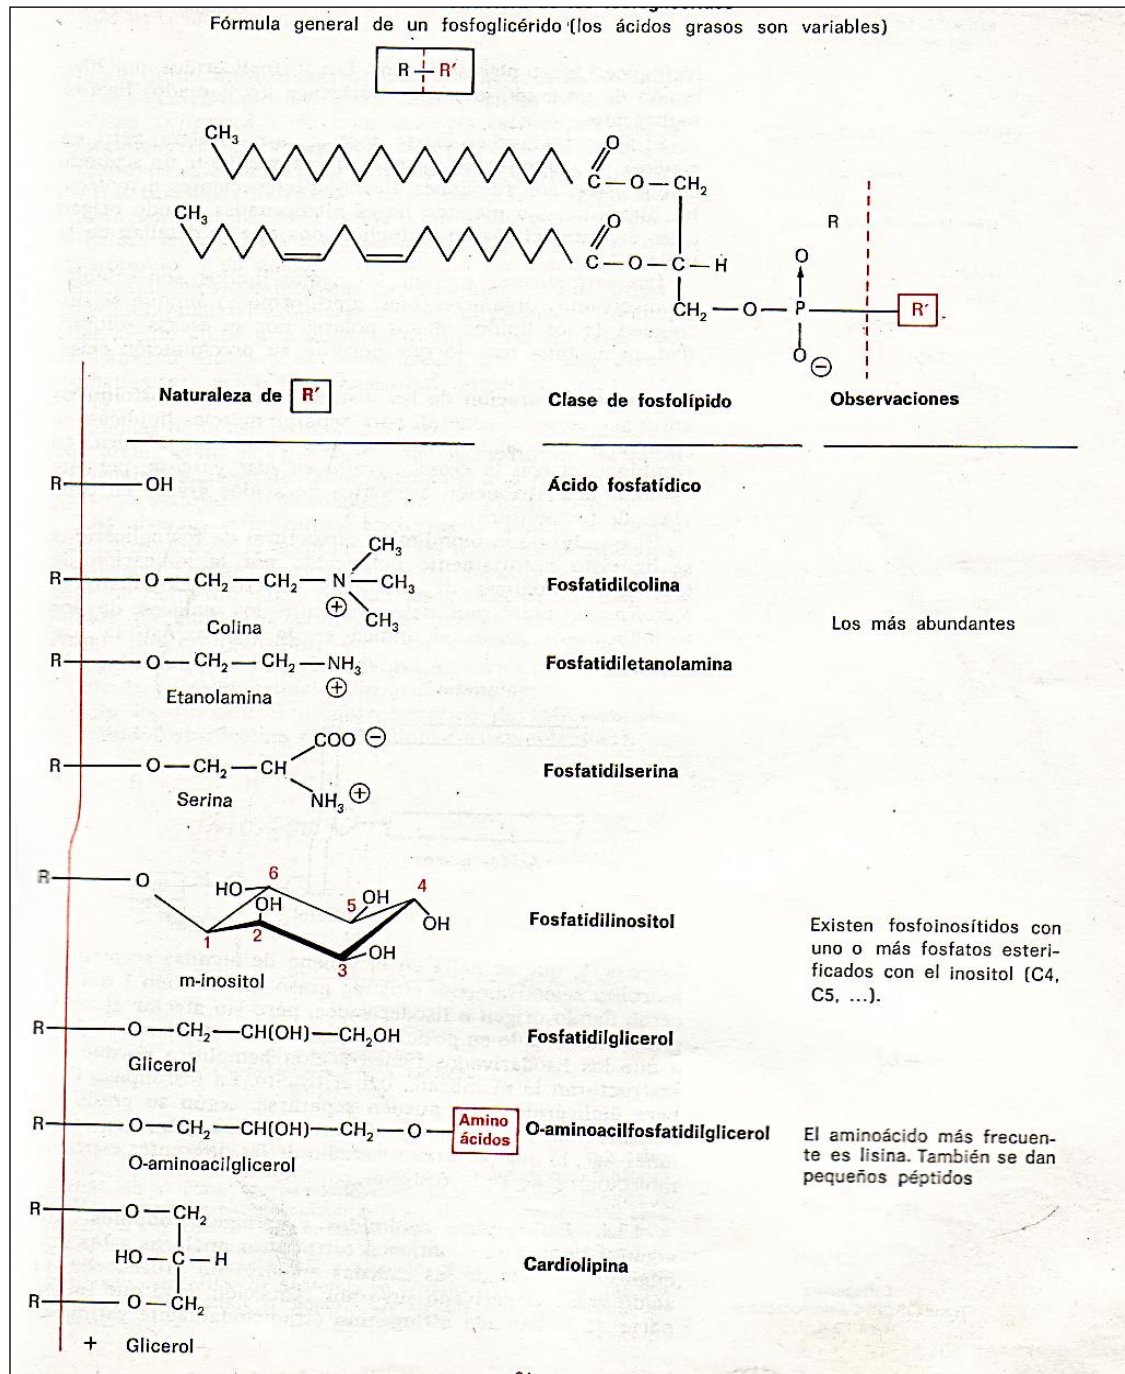 Fórmula general de un fosfoglicérido (los ácidos grasos son variables)
R R'
CH3
O
C—O—CH2
CH3
O
C—O—C—H
R
O
CH2—O—P R'
O ⊖
Naturaleza de R' Clase de fosfolípido Observaciones
R OH Ácido fosfatídico
CH3
R O—CH2—CH2—N—CH3 Fosfatidilcolina
⊕ CH3
Colina
Los más abundantes
R O—CH2—CH2—NH3 Fosfatidiletanolamina
⊕
Etanolamina
COO ⊖
R O—CH2—CH Fosfatidilserina
NH3 ⊕
Serina
R O
6
HO OH 5 OH 4
OH
1 2 OH
3
m-inositol
Fosfatidilinositol
Existen fosfoinosítidos con
uno o más fosfatos esterificados
ificados con el inositol (C4,
C5, ...).
R O—CH2—CH(OH)—CH2OH Fosfatidilglicerol
Glicerol
R O—CH2—CH(OH)—CH2—O Amino
ácidos O-aminoacilfosfatidilglicerol
O-aminoacilglicerol
El aminoácido más frecuen-
te es lisina. También se dan
pequeños péptidos
R O—CH2
HO—C—H Cardiolipina
R O—CH2
+ Glicerol